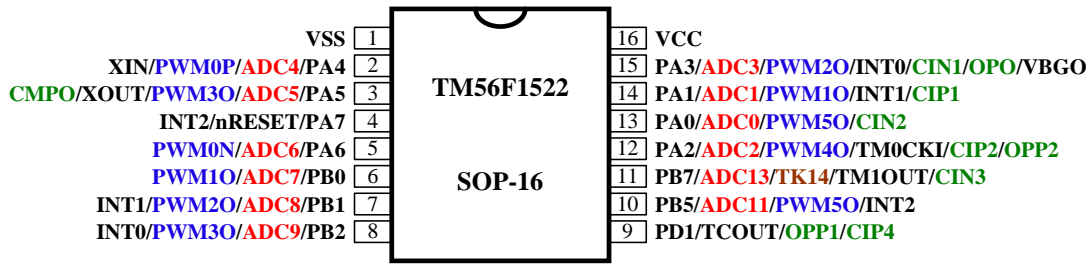 VSS 1 16 VCC
XIN/PWM0P/ADC4/PA4 2 15 PA3/ADC3/PWM2O/INT0/CIN1/OPO/VBGO
CMPO/XOUT/PWM3O/ADC5/PA5 3 TM56F1522 14 PA1/ADC1/PWM1O/INT1/CIP1
INT2/nRESET/PA7 4 13 PA0/ADC0/PWM5O/CIN2
PWM0N/ADC6/PA6 5 12 PA2/ADC2/PWM4O/TM0CKI/CIP2/OPP2
PWM1O/ADC7/PB0 6 SOP-16 11 PB7/ADC13/TK14/TM1OUT/CIN3
INT1/PWM2O/ADC8/PB1 7 10 PB5/ADC11/PWM5O/INT2
INT0/PWM3O/ADC9/PB2 8 9 PD1/TCOUT/OPP1/CIP4